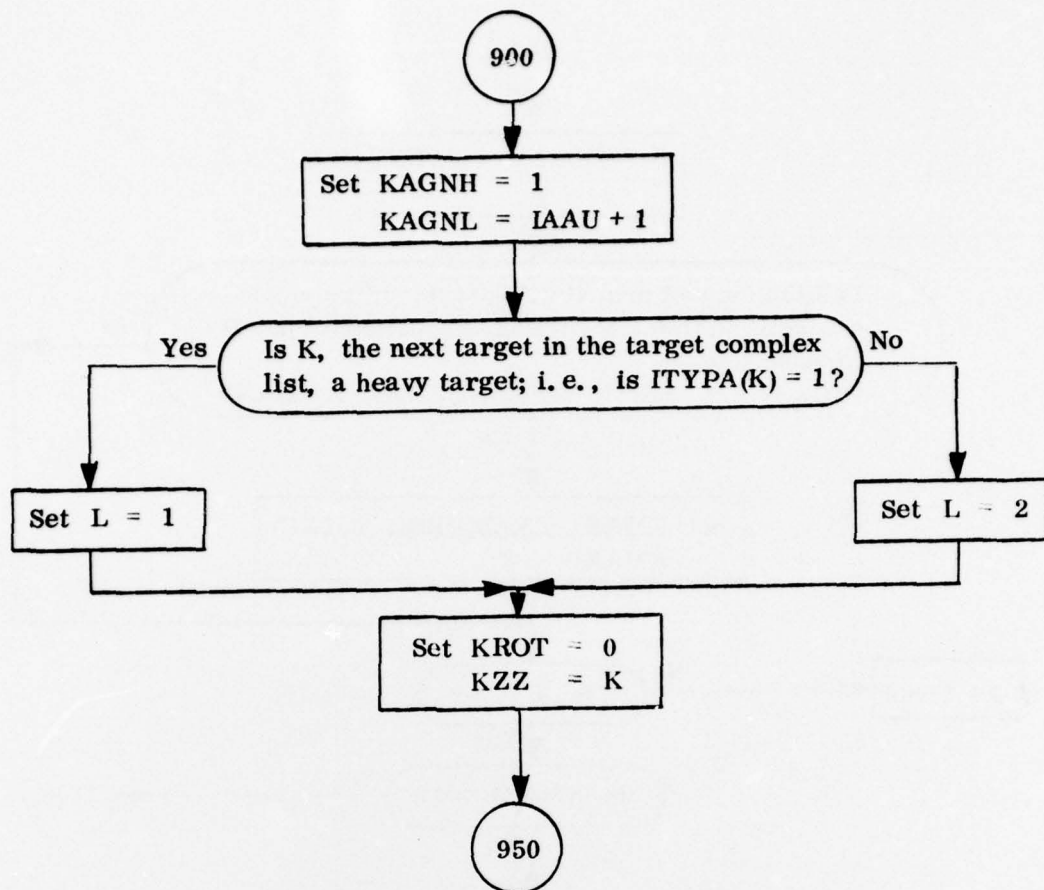 900
Set KAGNH = 1
KAGNL = IAAU + 1
Yes
Is K, the next target in the target complex
list, a heavy target; i.e., is ITYPA(K) = 1?
No
Set L = 1
Set L = 2
Set KROT = 0
KZZ = K
950